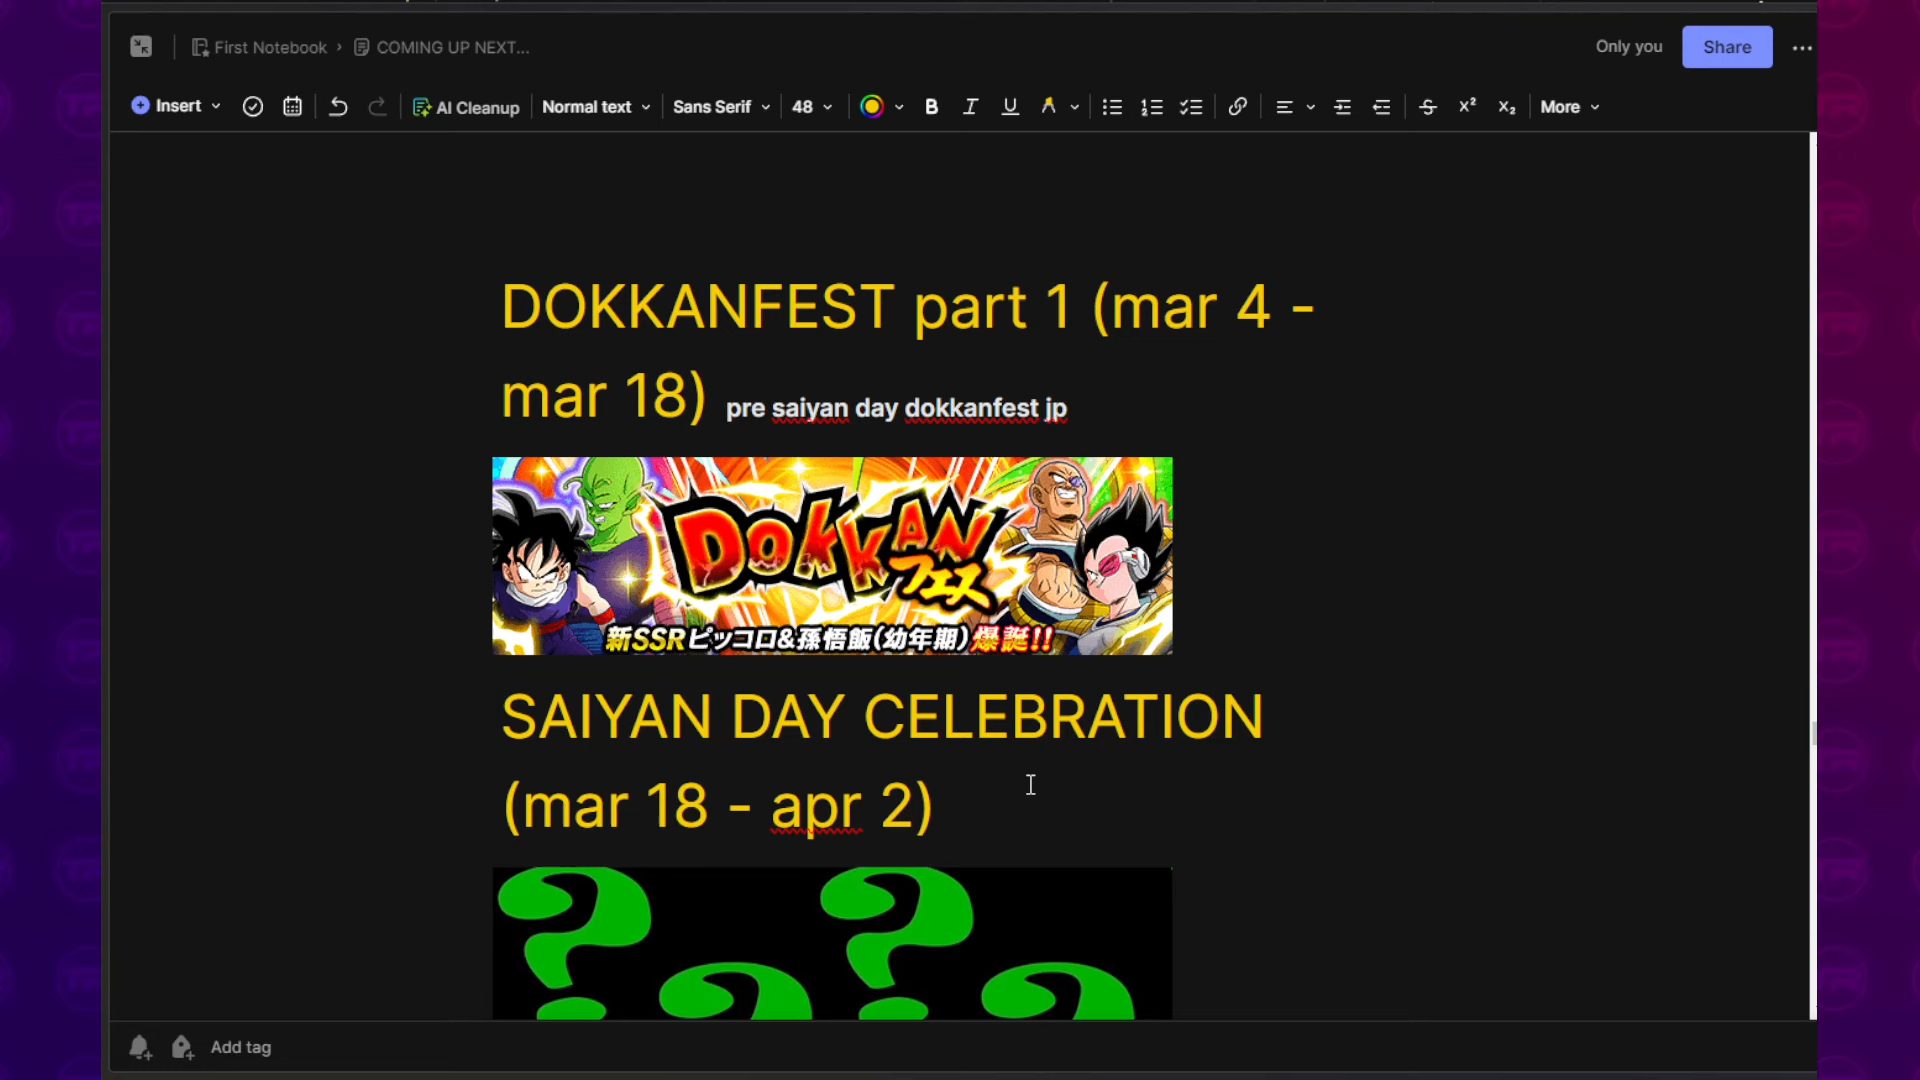 First Notebook › COMING UP NEXT...
Only you
Share
Insert
AI Cleanup
Normal text
Sans Serif
48
More
DOKKANFEST part 1 (mar 4 -
mar 18) pre saiyan day dokkanfest jp
DOKKAN
フェス
新SSRピッコロ&孫悟飯(幼年期)爆誕!!
SAIYAN DAY CELEBRATION
(mar 18 - apr 2)
? ?
? ?
Add tag